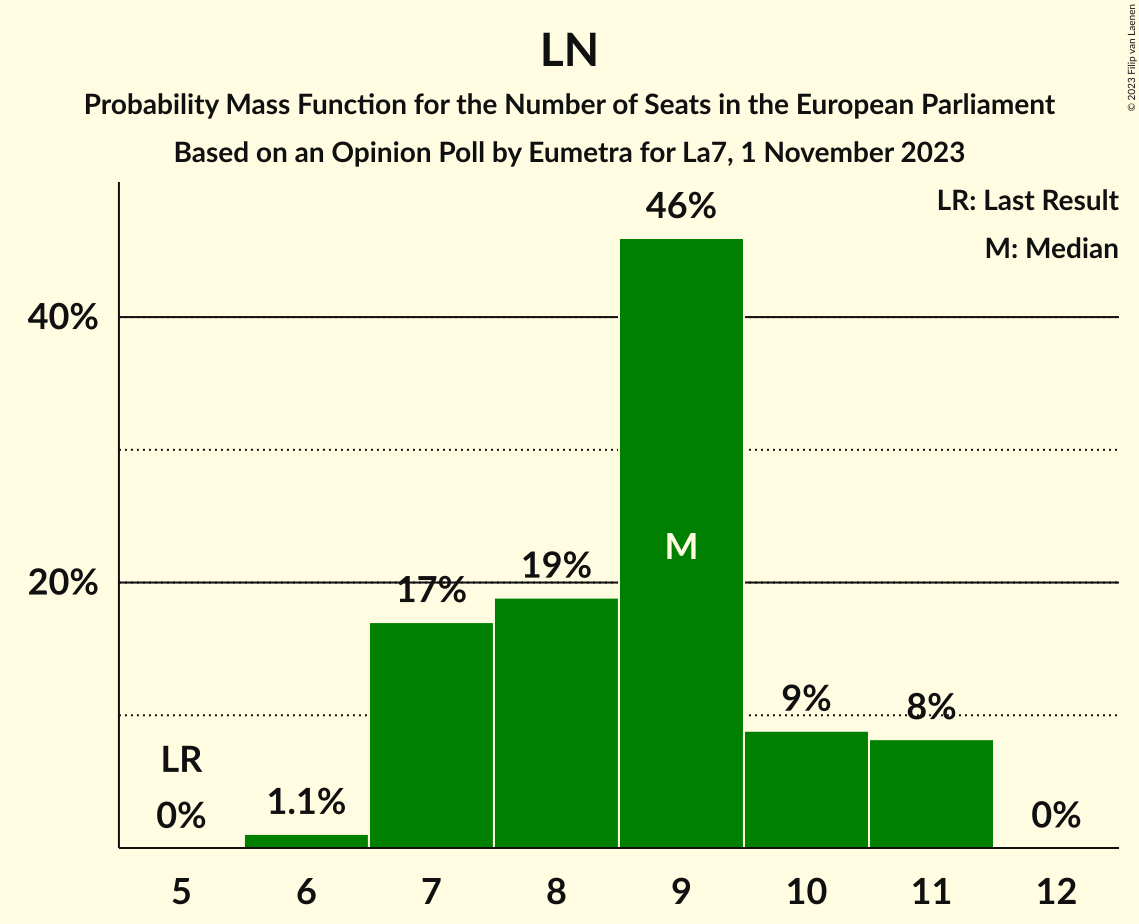 LN
Probability Mass Function for the Number of Seats in the European Parliament
Based on an Opinion Poll by Eumetra for La7, 1 November 2023
© 2023 Filip van Laenen
LR: Last Result
M: Median
46%
40%
M
19%
20%
17%
9%
8%
LR
1.1%
0%
0%
5 6 7 8 9 10 11 12